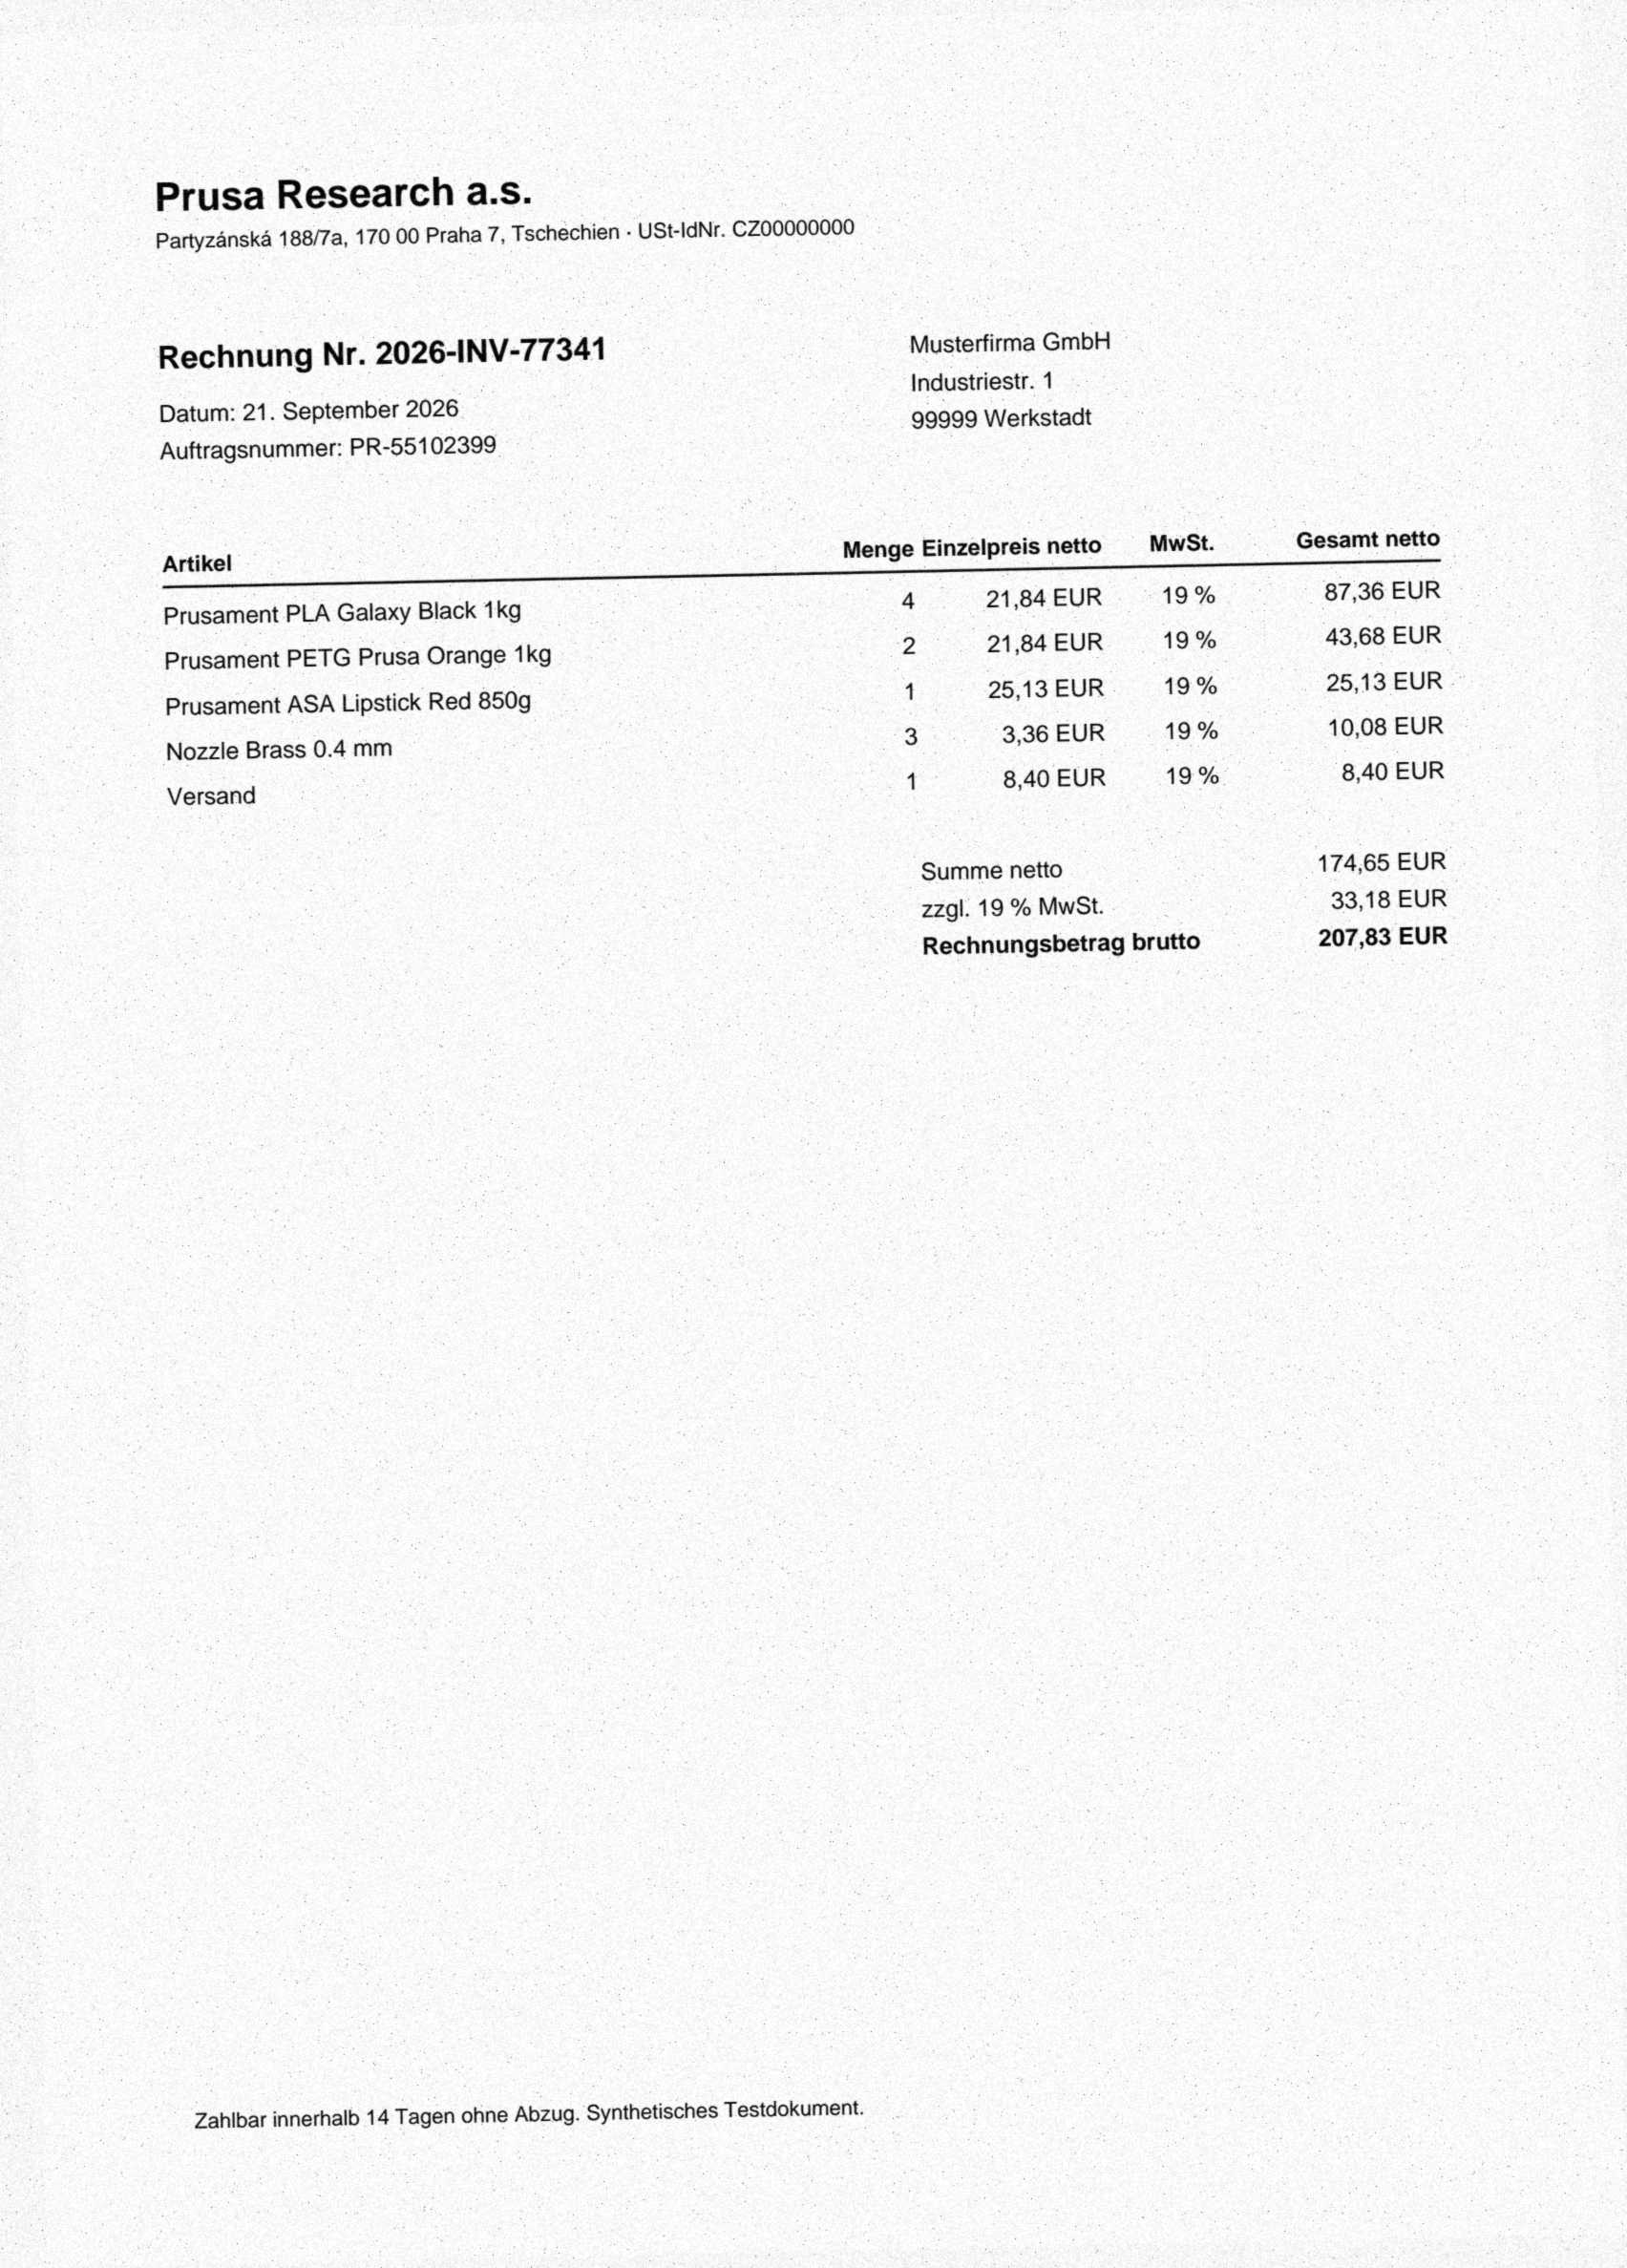 Prusa Research a.s.
Partyzánská 188/7a, 170 00 Praha 7, Tschechien · USt-IdNr. CZ00000000
Rechnung Nr. 2026-INV-77341
Datum: 21. September 2026
Auftragsnummer: PR-55102399
Musterfirma GmbH
Industriestr. 1
99999 Werkstadt
Artikel Menge Einzelpreis netto MwSt. Gesamt netto
Prusament PLA Galaxy Black 1kg 4 21,84 EUR 19 % 87,36 EUR
Prusament PETG Prusa Orange 1kg 2 21,84 EUR 19 % 43,68 EUR
Prusament ASA Lipstick Red 850g 1 25,13 EUR 19 % 25,13 EUR
Nozzle Brass 0.4 mm 3 3,36 EUR 19 % 10,08 EUR
Versand 1 8,40 EUR 19 % 8,40 EUR
Summe netto 174,65 EUR
zzgl. 19 % MwSt. 33,18 EUR
Rechnungsbetrag brutto 207,83 EUR
Zahlbar innerhalb 14 Tagen ohne Abzug. Synthetisches Testdokument.